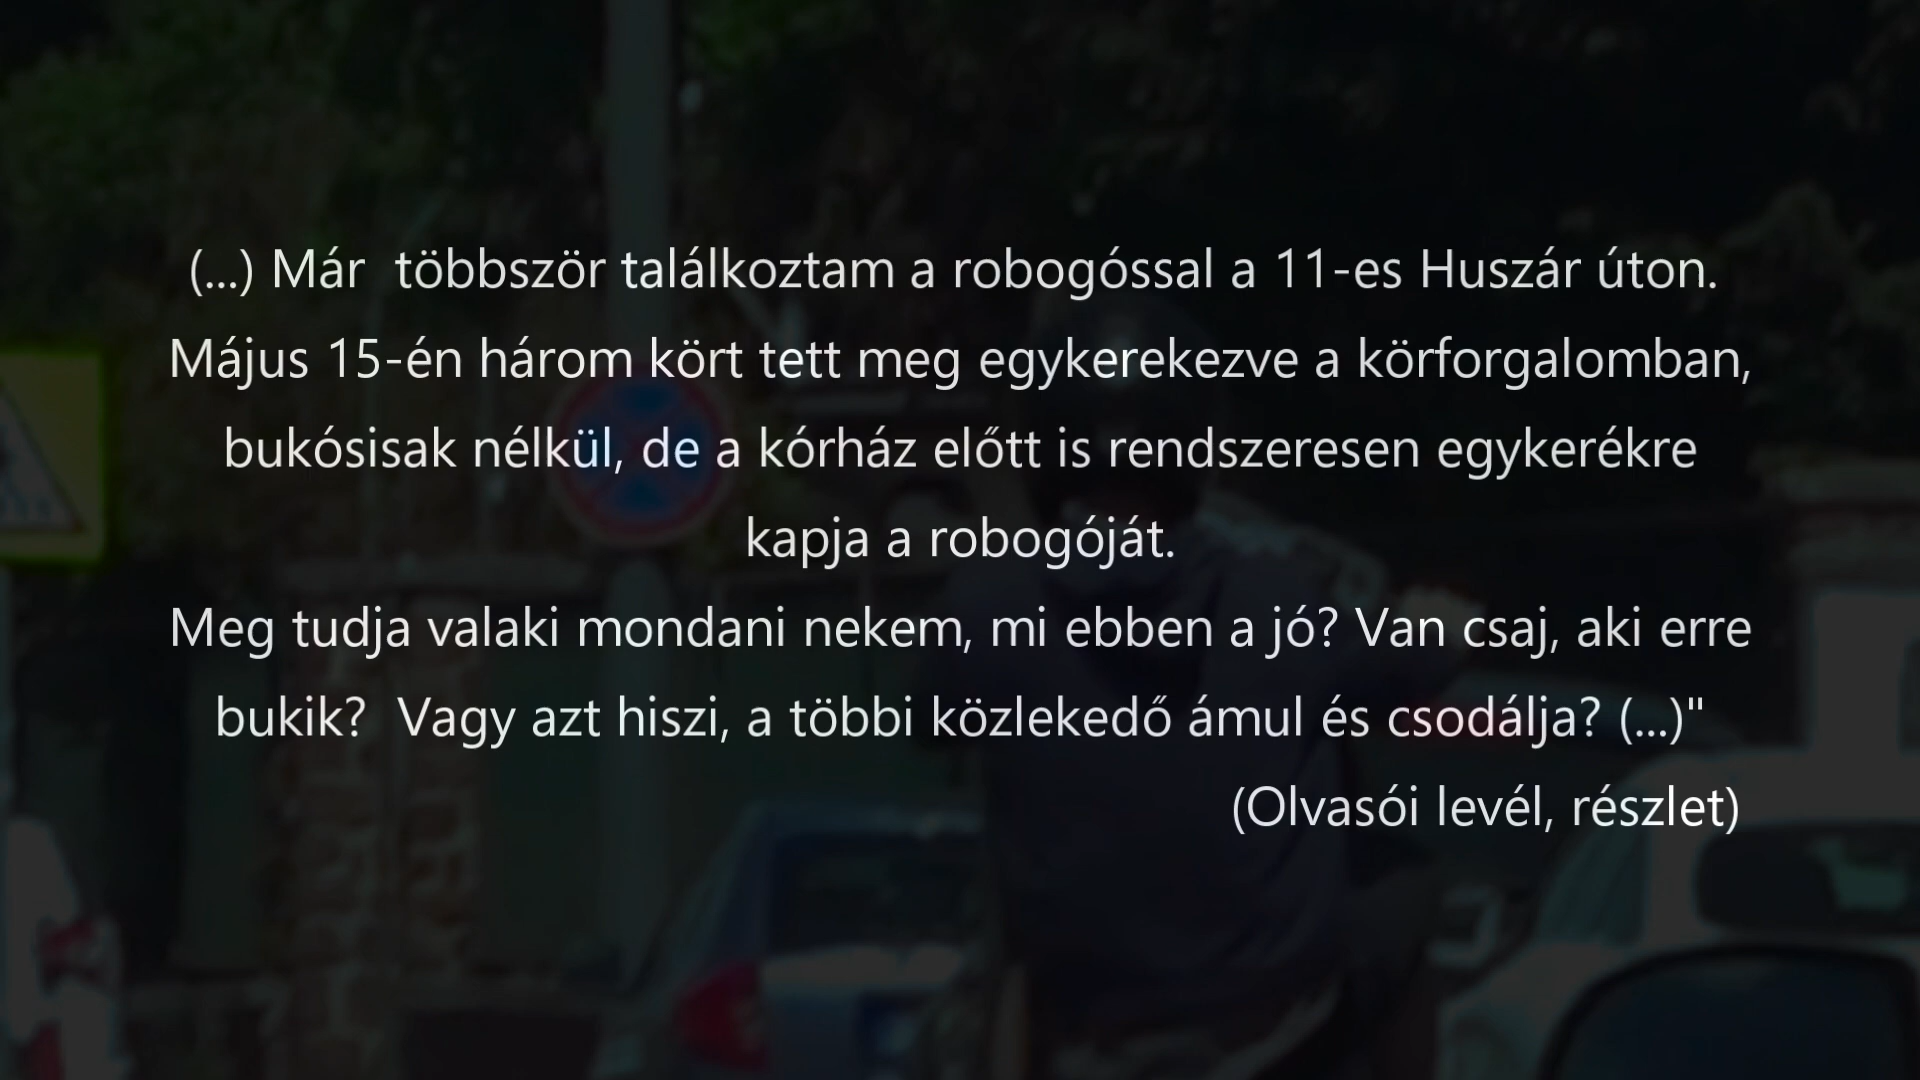 (...) Már  többször találkoztam a robogóssal a 11-es Huszár úton.
Május 15-én három kört tett meg egykerekezve a körforgalomban,
bukósisak nélkül, de a kórház előtt is rendszeresen egykerékre
kapja a robogóját.
Meg tudja valaki mondani nekem, mi ebben a jó? Van csaj, aki erre
bukik?  Vagy azt hiszi, a többi közlekedő ámul és csodálja? (...)"
(Olvasói levél, részlet)